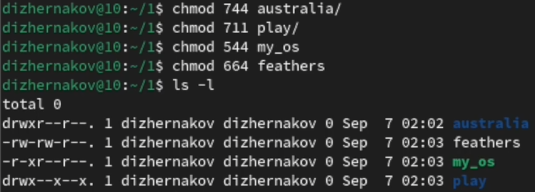 dizhernakov@10:~/1$ chmod 744 australia/
dizhernakov@10:~/1$ chmod 711 play/
dizhernakov@10:~/1$ chmod 544 my_os
dizhernakov@10:~/1$ chmod 664 feathers
dizhernakov@10:~/1$ ls -l
total 0
drwxr--r--. 1 dizhernakov dizhernakov 0 Sep  7 02:02 australia
-rw-rw-r--. 1 dizhernakov dizhernakov 0 Sep  7 02:03 feathers
-r-xr--r--. 1 dizhernakov dizhernakov 0 Sep  7 02:03 my_os
drwx--x--x. 1 dizhernakov dizhernakov 0 Sep  7 02:03 play